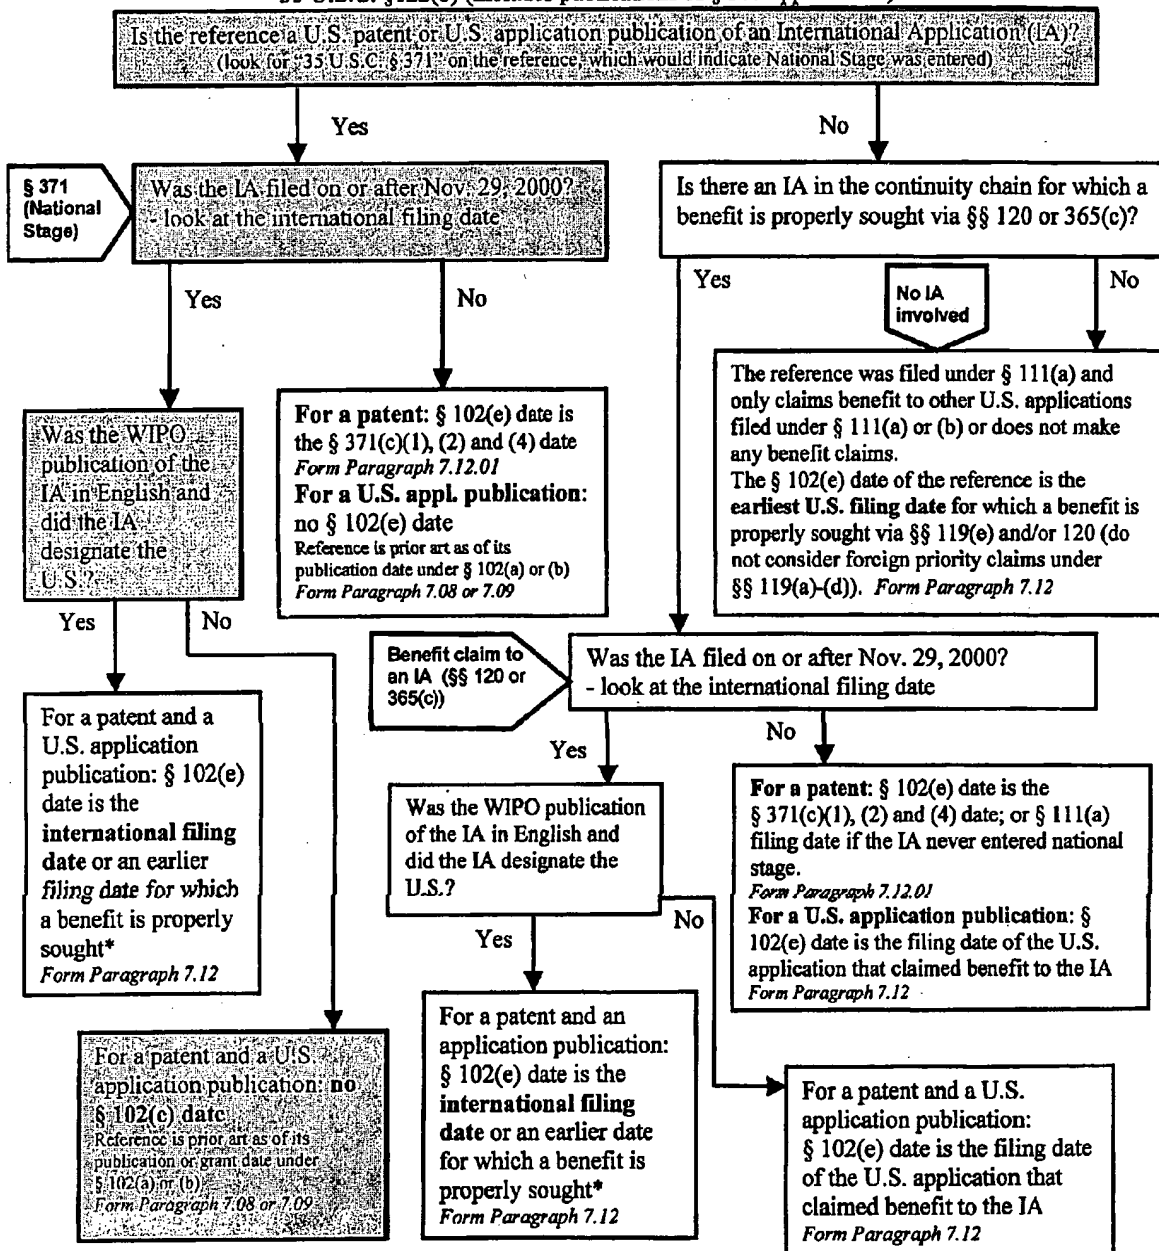 Is the reference a U.S. patent or U.S. application publication of an International Application (IA)?
(look for "35 U.S.C. § 371" on the reference, which would indicate National Stage was entered)
Yes
No
§ 371
(National
Stage)
Was the IA filed on or after Nov. 29, 2000?
- look at the international filing date
Is there an IA in the continuity chain for which a
benefit is properly sought via §§ 120 or 365(c)?
Yes
No
Yes
No IA
involved
No
Was the WIPO
publication of the
IA in English and
did the IA
designate the
U.S.?
For a patent: § 102(e) date is
the § 371(c)(1), (2) and (4) date
Form Paragraph 7.12.01
For a U.S. appl. publication:
no § 102(e) date
Reference is prior art as of its
publication date under § 102(a) or (b)
Form Paragraph 7.08 or 7.09
The reference was filed under § 111(a) and
only claims benefit to other U.S. applications
filed under § 111(a) or (b) or does not make
any benefit claims.
The § 102(e) date of the reference is the
earliest U.S. filing date for which a benefit is
properly sought via §§ 119(e) and/or 120 (do
not consider foreign priority claims under
§§ 119(a)-(d)). Form Paragraph 7.12
Yes
No
Benefit claim to
an IA (§§ 120 or
365(c))
Was the IA filed on or after Nov. 29, 2000?
- look at the international filing date
For a patent and a
U.S. application
publication: § 102(e)
date is the
international filing
date or an earlier
filing date for which
a benefit is properly
sought*
Form Paragraph 7.12
Yes
No
Was the WIPO publication
of the IA in English and
did the IA designate the
U.S.?
For a patent: § 102(e) date is the
§ 371(c)(1), (2) and (4) date; or § 111(a)
filing date if the IA never entered national
stage.
Form Paragraph 7.12.01
For a U.S. application publication: §
102(e) date is the filing date of the U.S.
application that claimed benefit to the IA
Form Paragraph 7.12
Yes
No
For a patent and a U.S.
application publication: no
§ 102(e) date
Reference is prior art as of its
publication or grant date under
§ 102(a) or (b)
Form Paragraph 7.08 or 7.09
For a patent and an
application publication:
§ 102(e) date is the
international filing
date or an earlier date
for which a benefit is
properly sought*
Form Paragraph 7.12
For a patent and a U.S.
application publication:
§ 102(e) date is the filing date
of the U.S. application that
claimed benefit to the IA
Form Paragraph 7.12